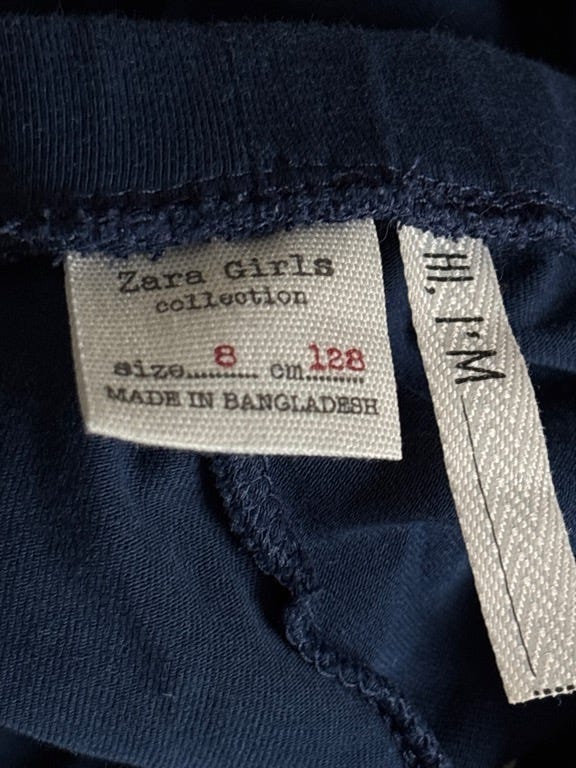 Zara Girls
collection
size..........8.......... cm..........128..........
MADE IN BANGLADESH
HI, I'M